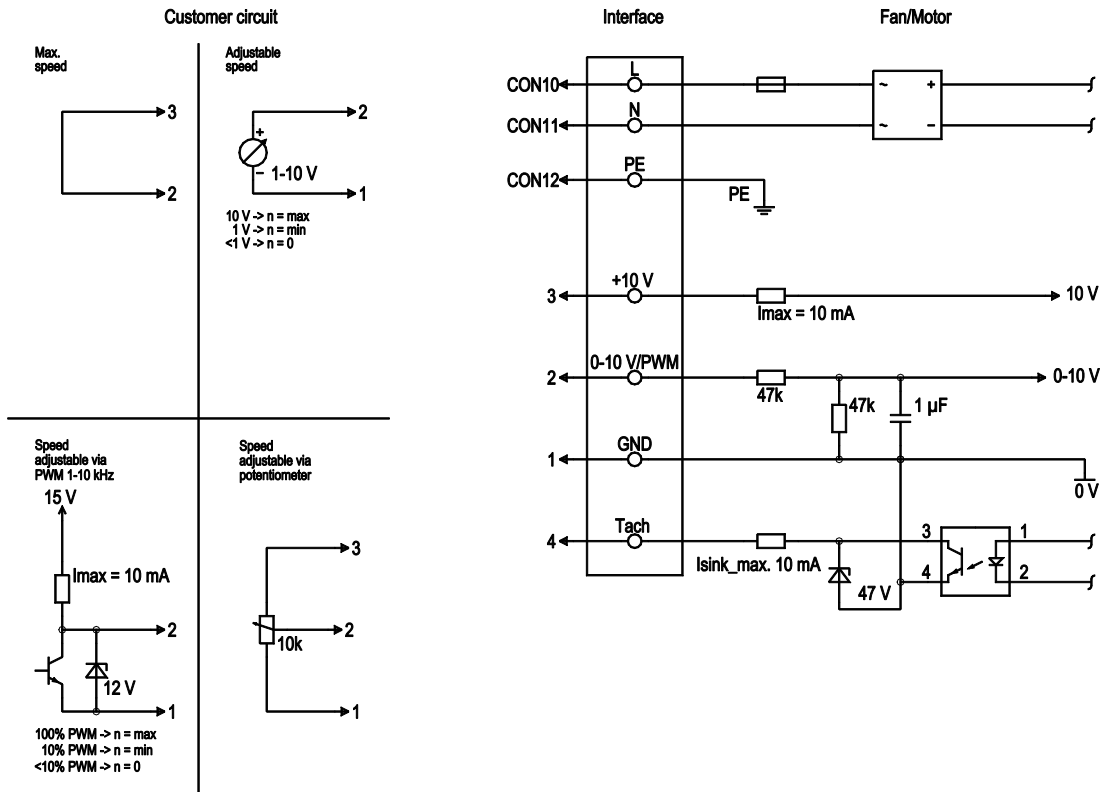 Customer circuit
Interface
Fan/Motor
Max.
speed
3
2
Adjustable
speed
2
+
–
1-10 V
1
10 V -> n = max
1 V -> n = min
<1 V -> n = 0
Speed
adjustable via
PWM 1-10 kHz
15 V
Imax = 10 mA
2
12 V
1
100% PWM -> n = max
10% PWM -> n = min
<10% PWM -> n = 0
Speed
adjustable via
potentiometer
3
2
10k
1
CON10
L
~
+
CON11
N
~
–
CON12
PE
PE
3
+10 V
10 V
Imax = 10 mA
2
0-10 V/PWM
0-10 V
47k
47k
1 µF
1
GND
0 V
4
Tach
Isink_max. 10 mA
47 V
3
1
4
2